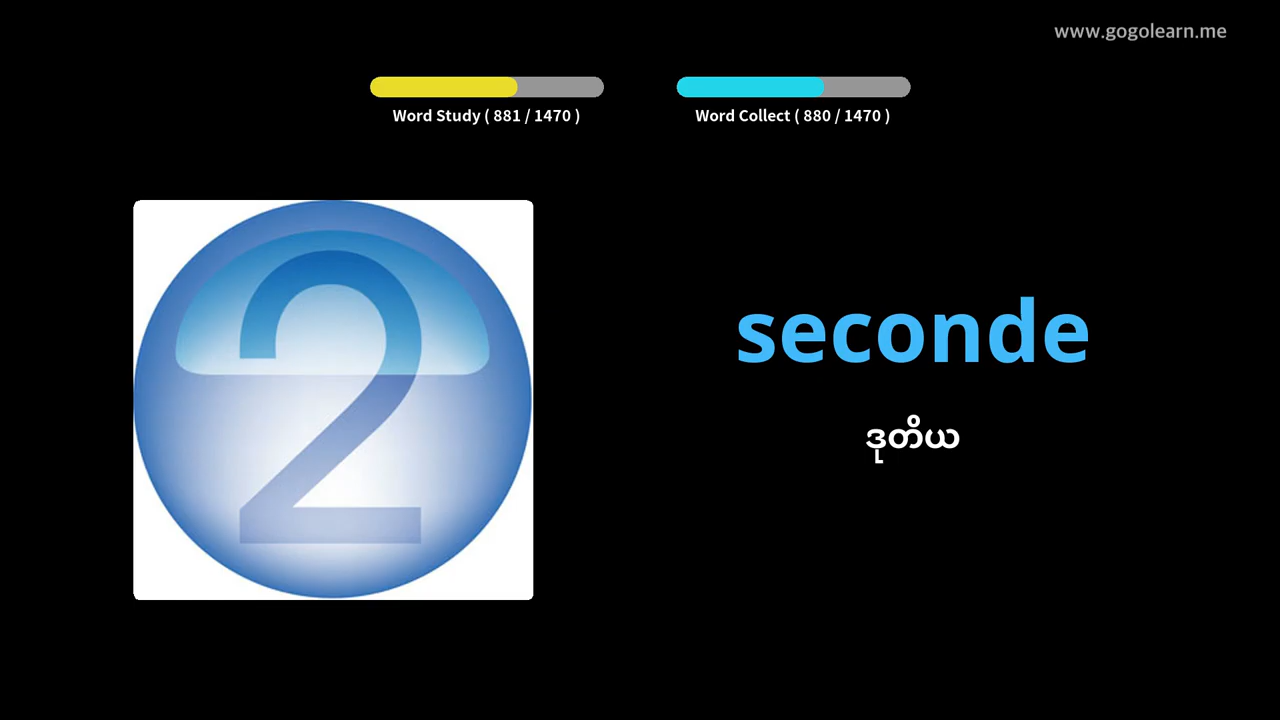 www.gogolearn.me
Word Study ( 881 / 1470 )
Word Collect ( 880 / 1470 )
2
seconde
ဒုတိယ